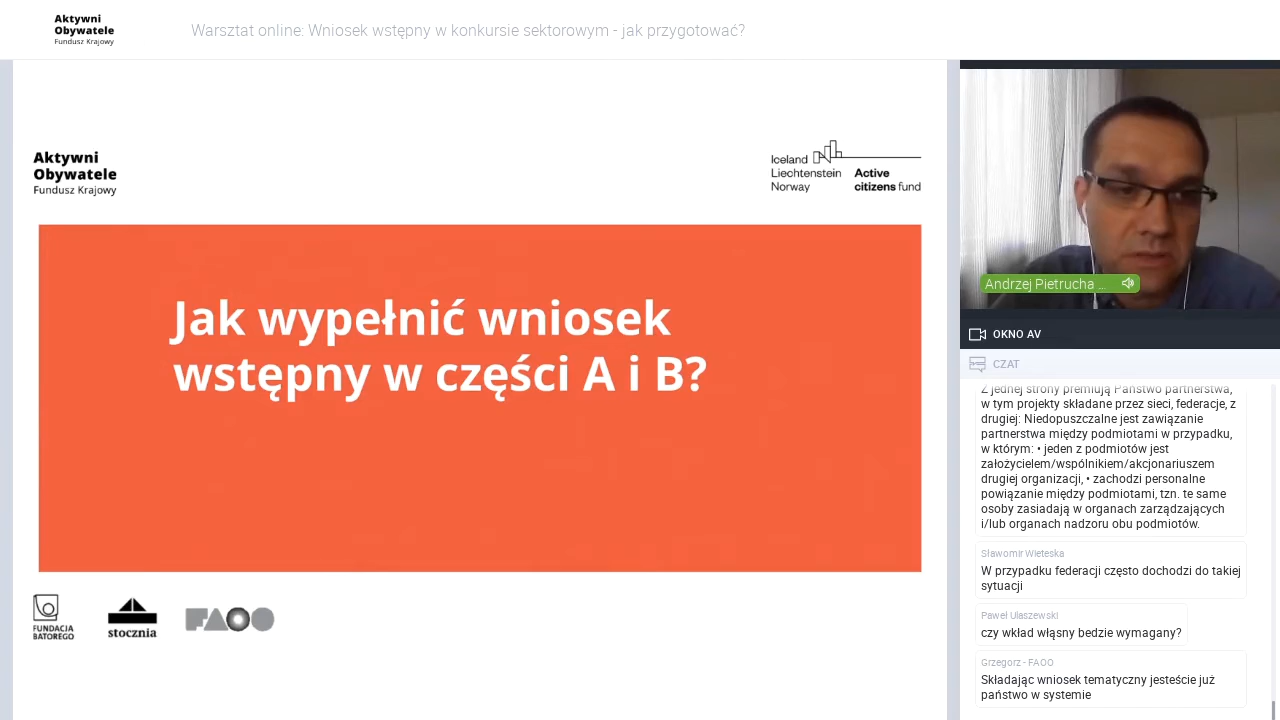 Aktywni
Obywatele
Fundusz Krajowy
Warsztat online: Wniosek wstępny w konkursie sektorowym - jak przygotować?
Aktywni
Obywatele
Fundusz Krajowy
Iceland
Liechtenstein
Norway
Active
citizens fund
Jak wypełnić wniosek
wstępny w części A i B?
FUNDACJA
BATOREGO
stocznia
FAOO
Andrzej Pietrucha ...
OKNO AV
CZAT
Z jednej strony premiują Państwo partnerstwa,
w tym projekty składane przez sieci, federacje, z
drugiej: Niedopuszczalne jest zawiązanie
partnerstwa między podmiotami w przypadku,
w którym: • jeden z podmiotów jest
założycielem/wspólnikiem/akcjonariuszem
drugiej organizacji, • zachodzi personalne
powiązanie między podmiotami, tzn. te same
osoby zasiadają w organach zarządzających
i/lub organach nadzoru obu podmiotów.
Sławomir Wieteska
W przypadku federacji często dochodzi do takiej
sytuacji
Paweł Ulaszewski
czy wkład włąsny bedzie wymagany?
Grzegorz - FAOO
Składając wniosek tematyczny jesteście już
państwo w systemie